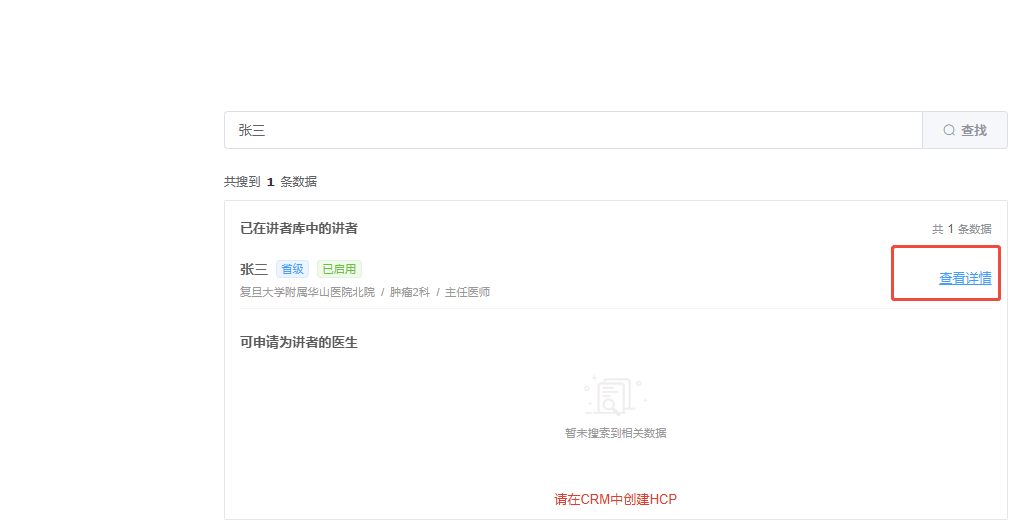 张三
查找
共搜到 1 条数据
已在讲者库中的讲者
共 1 条数据
张三 省级 已启用
查看详情
复旦大学附属华山医院北院 / 肿瘤2科 / 主任医师
可申请为讲者的医生
暂未搜索到相关数据
请在CRM中创建HCP